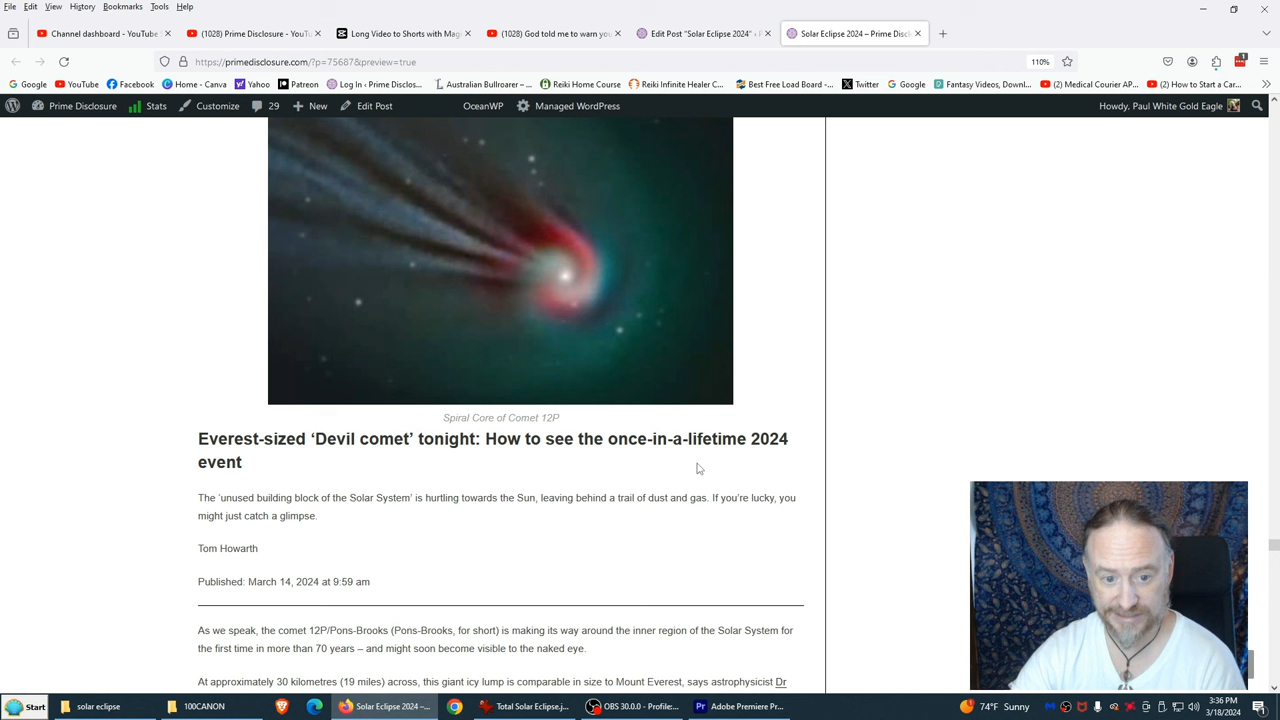 File Edit View History Bookmarks Tools Help
Channel dashboard - YouTube
(1028) Prime Disclosure - YouTu
Long Video to Shorts with Mag
(1028) God told me to warn you
Edit Post "Solar Eclipse 2024" ‹
Solar Eclipse 2024 – Prime Discl
https://primedisclosure.com/?p=75687&preview=true
110%
Google YouTube Facebook Home - Canva Yahoo Patreon Log In ‹ Prime Disclos... Australian Bullroarer –... Reiki Home Course Reiki Infinite Healer C... Best Free Load Board -... Twitter Google Fantasy Videos, Downl... (2) Medical Courier AP... (2) How to Start a Car...
Prime Disclosure Stats Customize 29 New Edit Post OceanWP Managed WordPress Howdy, Paul White Gold Eagle
Spiral Core of Comet 12P
Everest-sized ‘Devil comet’ tonight: How to see the once-in-a-lifetime 2024
event
The ‘unused building block of the Solar System’ is hurtling towards the Sun, leaving behind a trail of dust and gas. If you’re lucky, you
might just catch a glimpse.
Tom Howarth
Published: March 14, 2024 at 9:59 am
As we speak, the comet 12P/Pons-Brooks (Pons-Brooks, for short) is making its way around the inner region of the Solar System for
the first time in more than 70 years – and might soon become visible to the naked eye.
At approximately 30 kilometres (19 miles) across, this giant icy lump is comparable in size to Mount Everest, says astrophysicist Dr
Start solar eclipse 100CANON Solar Eclipse 2024 –... Total Solar Eclipse.j... OBS 30.0.0 - Profile:... Adobe Premiere Pr... 74°F Sunny 3:36 PM
3/18/2024